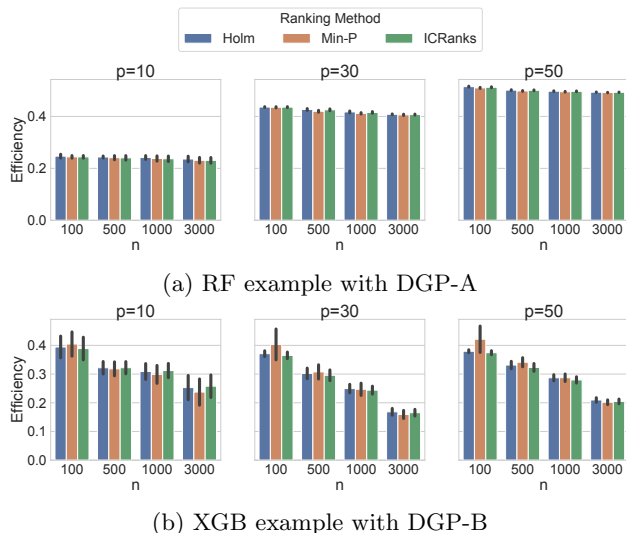 Ranking Method
Holm Min-P ICRanks
p=10 p=30 p=50
Efficiency
0.4
0.2
0.0
100 500 1000 3000 100 500 1000 3000 100 500 1000 3000
n n n
(a) RF example with DGP-A
p=10 p=30 p=50
Efficiency
0.4
0.3
0.2
0.1
0.0
100 500 1000 3000 100 500 1000 3000 100 500 1000 3000
n n n
(b) XGB example with DGP-B